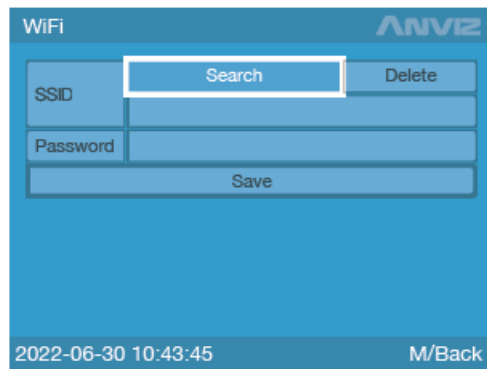 WiFi ANVIZ
Search Delete
SSID
Password
Save
2022-06-30 10:43:45 M/Back